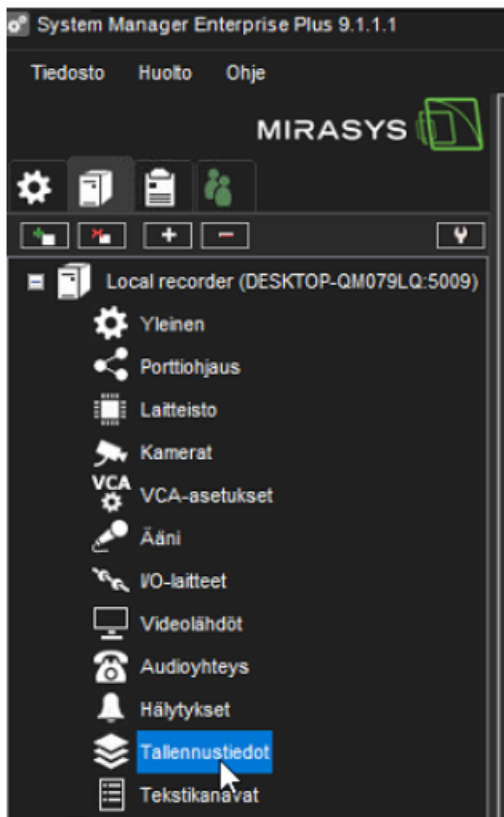 System Manager Enterprise Plus 9.1.1.1
Tiedosto Huolto Ohje
MIRASYS
Local recorder (DESKTOP-QM079LQ:5009)
Yleinen
Porttiohjaus
Laitteisto
Kamerat
VCA
VCA-asetukset
Ääni
I/O-laitteet
Videolähdöt
Audioyhteys
Hälytykset
Tallennustiedot
Tekstikanavat